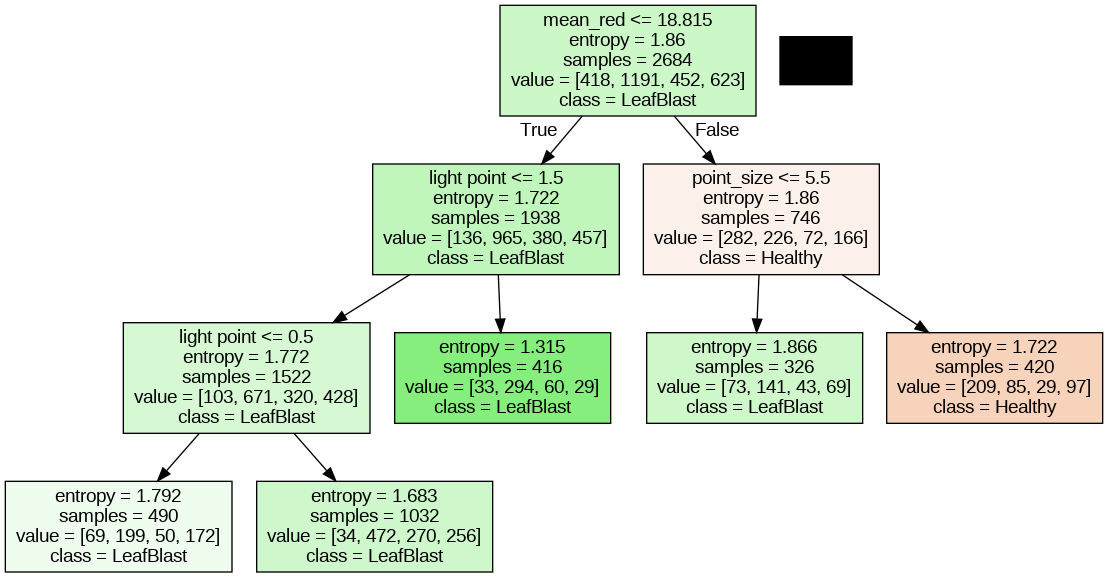 mean_red <= 18.815
entropy = 1.86
samples = 2684
value = [418, 1191, 452, 623]
class = LeafBlast
True
False
light point <= 1.5
entropy = 1.722
samples = 1938
value = [136, 965, 380, 457]
class = LeafBlast
point_size <= 5.5
entropy = 1.86
samples = 746
value = [282, 226, 72, 166]
class = Healthy
light point <= 0.5
entropy = 1.772
samples = 1522
value = [103, 671, 320, 428]
class = LeafBlast
entropy = 1.315
samples = 416
value = [33, 294, 60, 29]
class = LeafBlast
entropy = 1.866
samples = 326
value = [73, 141, 43, 69]
class = LeafBlast
entropy = 1.722
samples = 420
value = [209, 85, 29, 97]
class = Healthy
entropy = 1.792
samples = 490
value = [69, 199, 50, 172]
class = LeafBlast
entropy = 1.683
samples = 1032
value = [34, 472, 270, 256]
class = LeafBlast